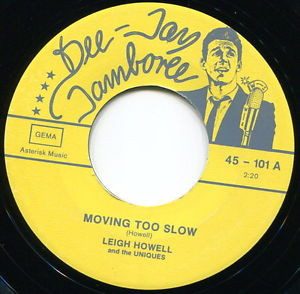 Dee-Jay
Jamboree
GEMA
Asterisk Music
45 - 101 A
2:20
MOVING TOO SLOW
(Howell)
LEIGH HOWELL
and the UNIQUES